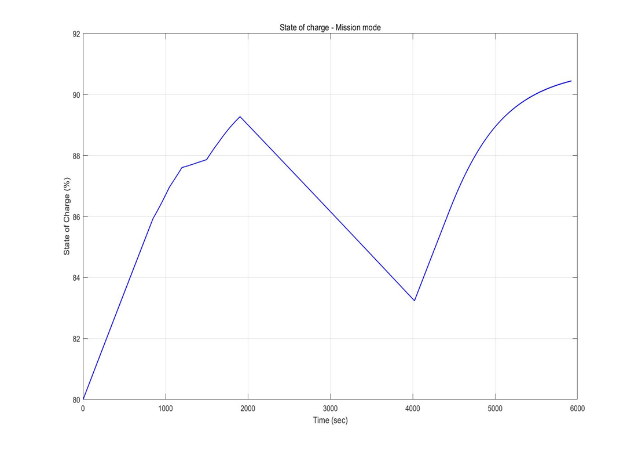 State of charge - Mission mode
92
90
88
86
84
82
80
State of Charge (%)
0 1000 2000 3000 4000 5000 6000
Time (sec)